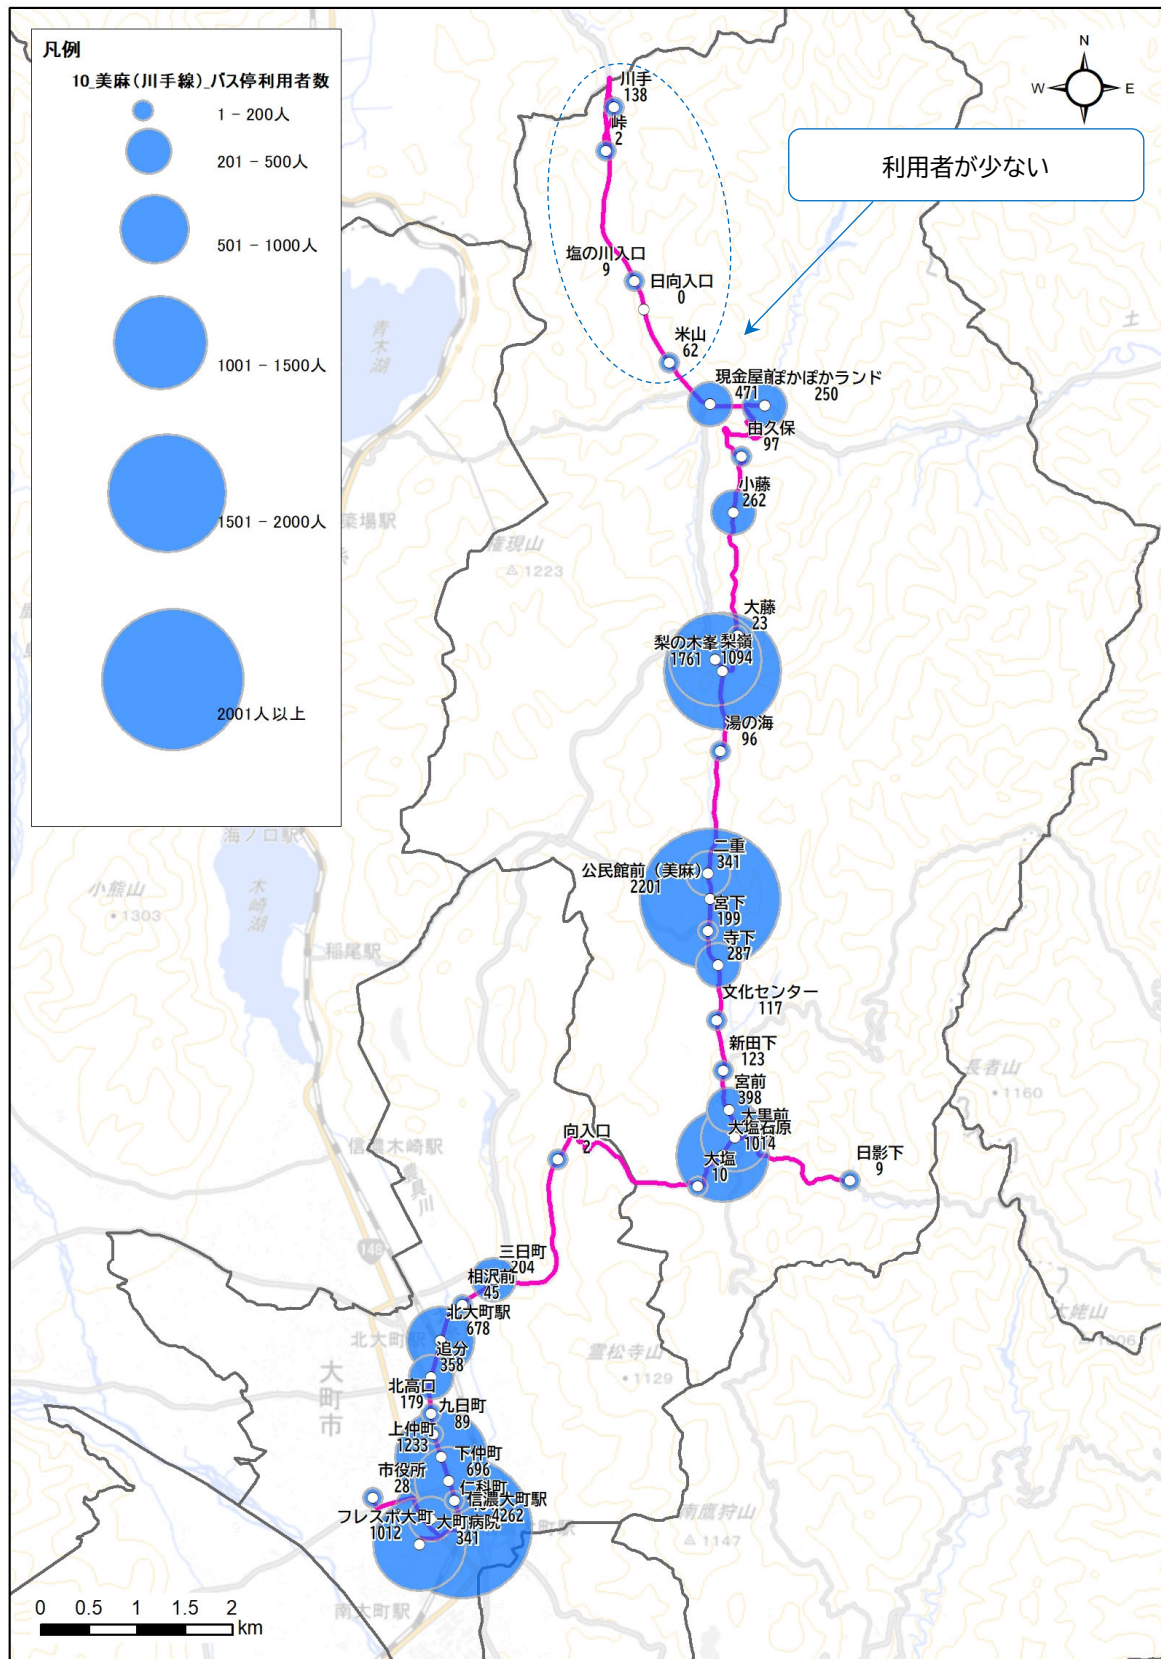 凡例
10_美麻(川手線)_バス停利用者数
1 - 200人
201 - 500人
501 - 1000人
1001 - 1500人
1501 - 2000人
2001人以上
N
W
E
S
利用者が少ない
川手
138
峠
2
塩の川入口
9
日向入口
0
米山
62
現金屋前
471
ぽかぽかランド
250
由久保
97
小藤
262
大藤
23
梨の木峯
1761
梨嶺
1094
湯の海
96
二重
341
公民館前(美麻)
2201
宮下
199
寺下
287
文化センター
117
新田下
123
宮前
398
大黒前
大塩石原
1014
大塩
10
日影下
9
向入口
2
三日町
204
相沢前
45
北大町駅
678
追分
358
北高口
179
九日町
89
上仲町
1233
下仲町
696
市役所
28
仁科町
信濃大町駅
4262
フレスポ大町
1012
大町病院
341
青木湖
簗場駅
権現山
1223
海ノ口駅
小熊山
1303
木崎湖
稲尾駅
信濃木崎駅
農具川
148
北大町駅
大町市
霊松寺山
1129
長者山
1160
大姥山
1006
南鷹狩山
1147
南大町駅
土
0 0.5 1 1.5 2
km